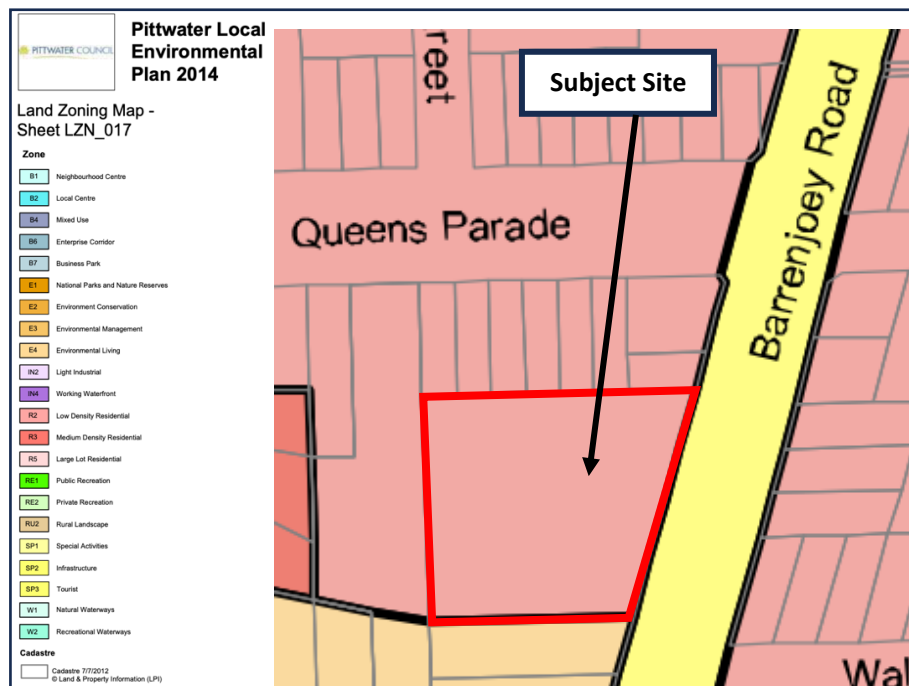 PITTWATER COUNCIL
Pittwater Local
Environmental
Plan 2014
Land Zoning Map -
Sheet LZN_017
Zone
B1 Neighbourhood Centre
B2 Local Centre
B4 Mixed Use
B6 Enterprise Corridor
B7 Business Park
E1 National Parks and Nature Reserves
E2 Environment Conservation
E3 Environmental Management
E4 Environmental Living
IN2 Light Industrial
IN4 Working Waterfront
R2 Low Density Residential
R3 Medium Density Residential
R5 Large Lot Residential
RE1 Public Recreation
RE2 Private Recreation
RU2 Rural Landscape
SP1 Special Activities
SP2 Infrastructure
SP3 Tourist
W1 Natural Waterways
W2 Recreational Waterways
Cadastre
Cadastre 7/7/2012
© Land & Property Information (LPI)
reet
Subject Site
Queens Parade
Barrenjoey Road
Wal